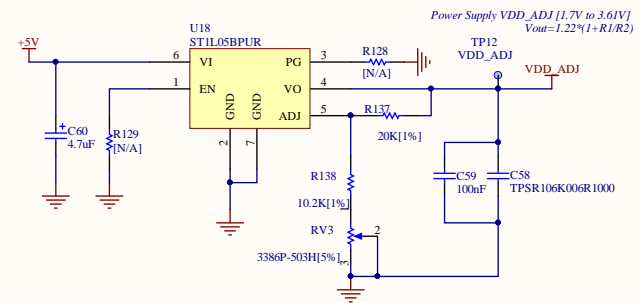 Power Supply VDD_ADJ [1.7V to 3.61V]
Vout=1.22*(1+R1/R2)
U18
ST1L05BPUR
TP12
VDD_ADJ
+5V
VDD_ADJ
6
VI
PG
3
R128
[N/A]
1
EN
VO
4
GND
GND
ADJ
5
R137
20K[1%]
C60
4.7uF
R129
[N/A]
2
7
R138
10.2K[1%]
C59
100nF
C58
TPSR106K006R1000
1
RV3
2
3386P-503H[5%]
3